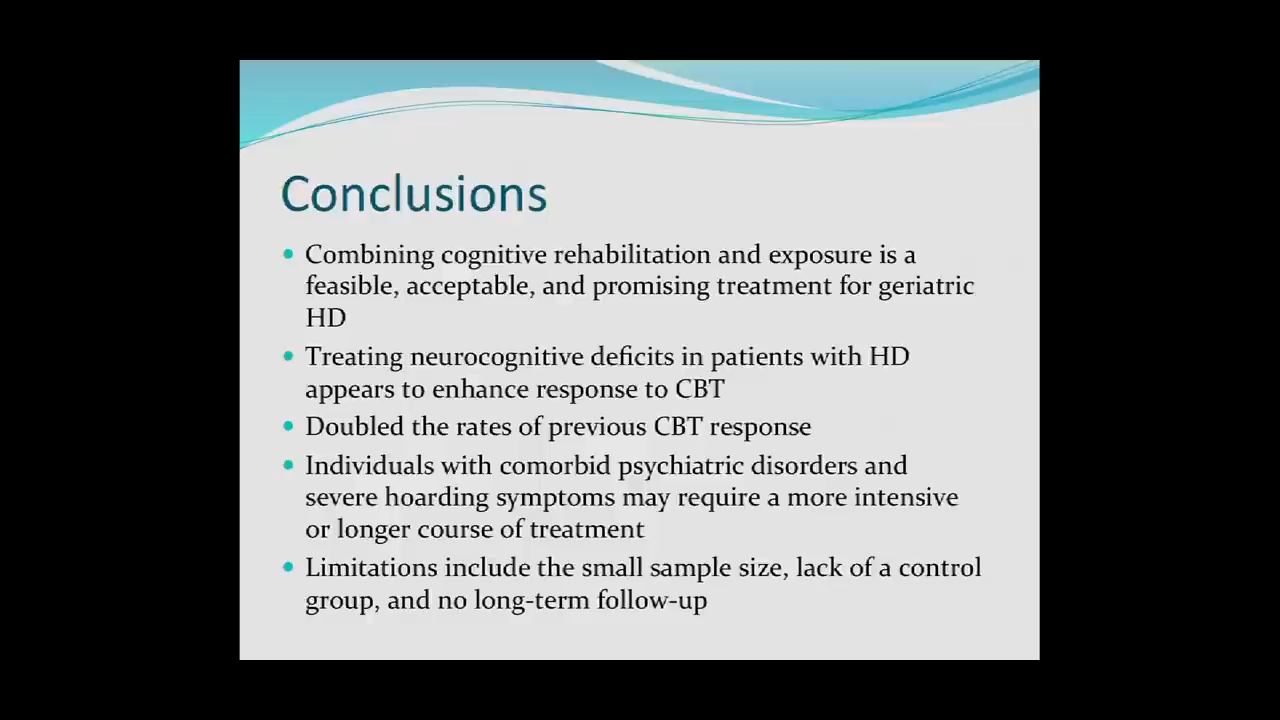 Conclusions
• Combining cognitive rehabilitation and exposure is a
feasible, acceptable, and promising treatment for geriatric
HD
• Treating neurocognitive deficits in patients with HD
appears to enhance response to CBT
• Doubled the rates of previous CBT response
• Individuals with comorbid psychiatric disorders and
severe hoarding symptoms may require a more intensive
or longer course of treatment
• Limitations include the small sample size, lack of a control
group, and no long-term follow-up